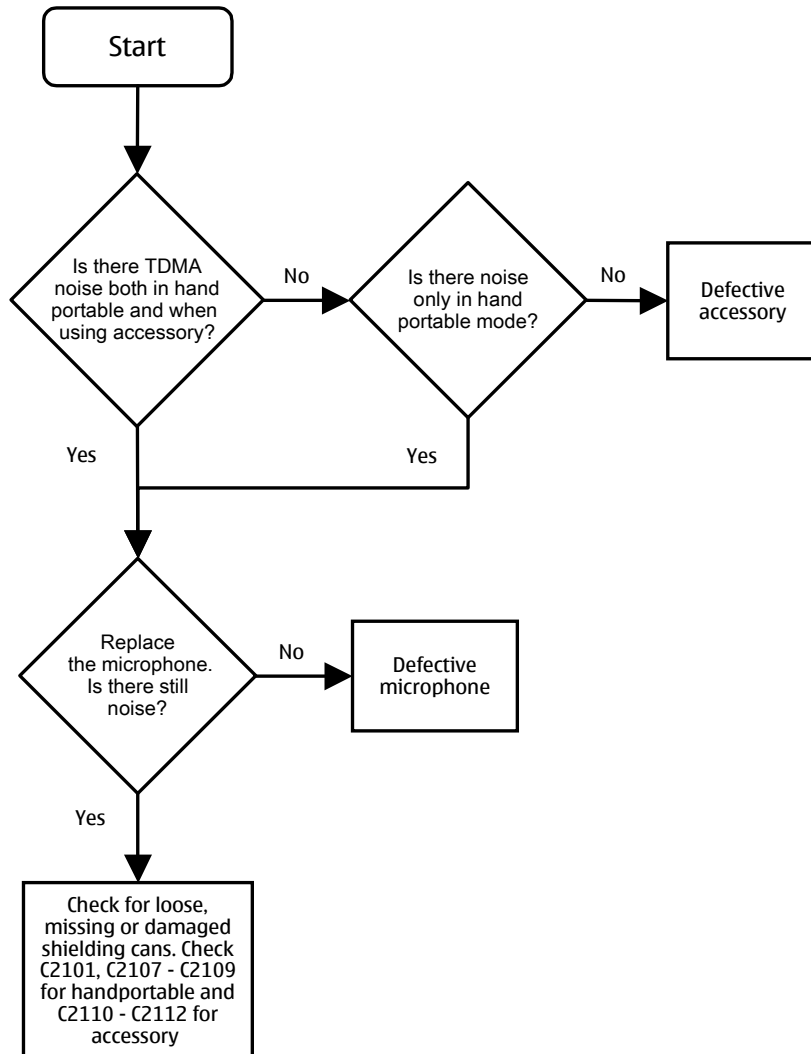 Start
Is there TDMA
noise both in hand
portable and when
using accessory?
No
Is there noise
only in hand
portable mode?
No
Defective
accessory
Yes
Yes
Replace
the microphone.
Is there still
noise?
No
Defective
microphone
Yes
Check for loose,
missing or damaged
shielding cans. Check
C2101, C2107 - C2109
for handportable and
C2110 - C2112 for
accessory